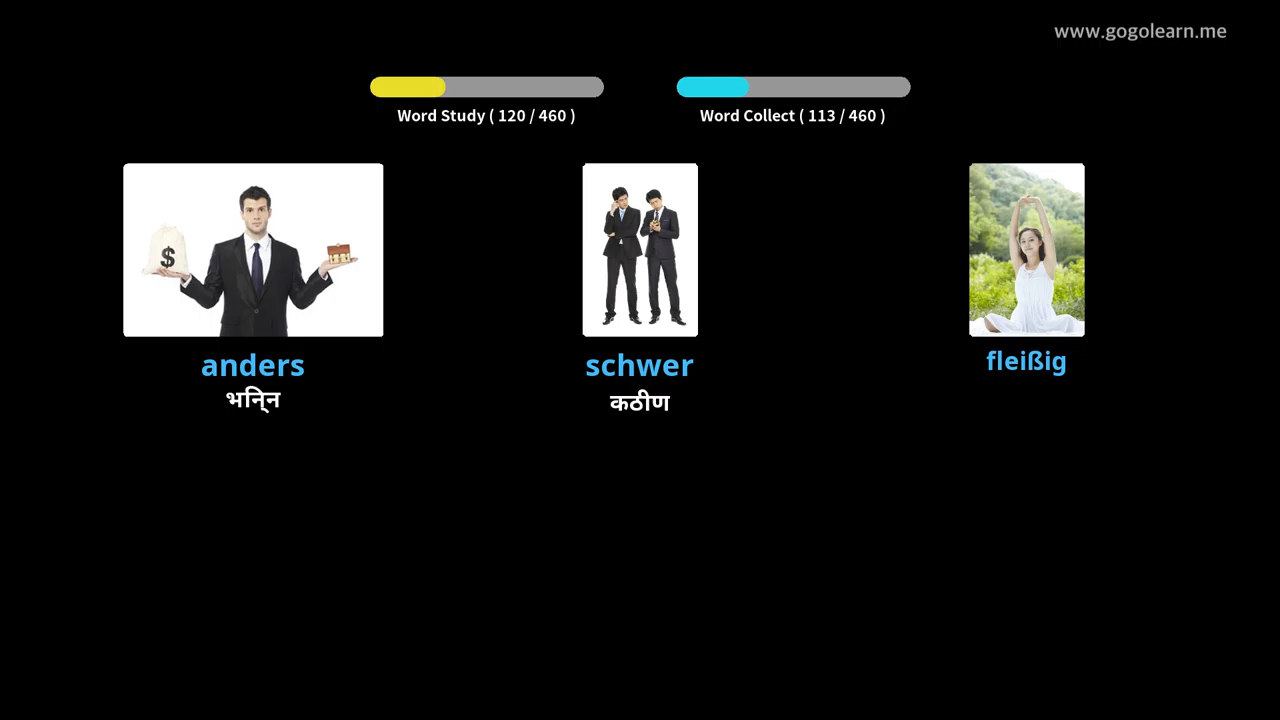 www.gogolearn.me
Word Study ( 120 / 460 )
Word Collect ( 113 / 460 )
$
anders
भिन्न
schwer
कठीण
fleißig